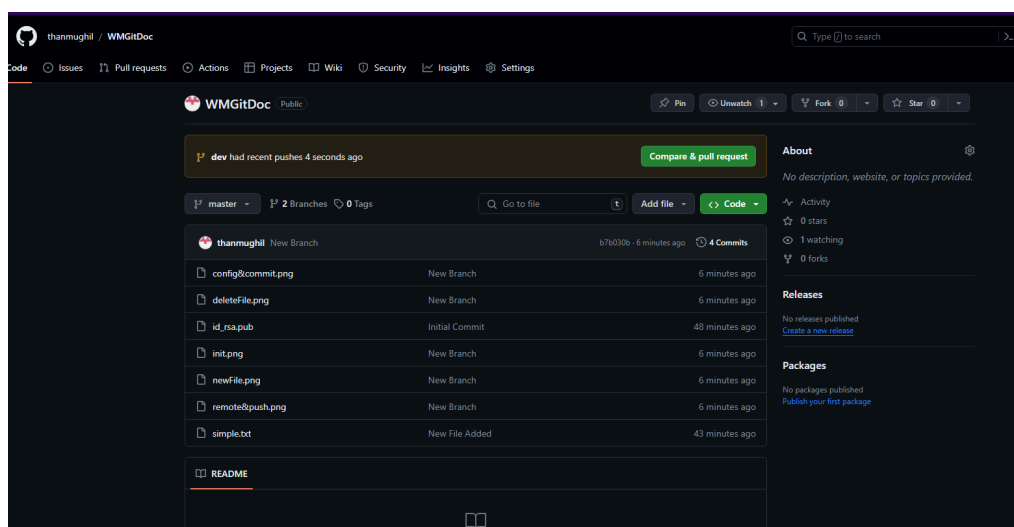 thanmughil / WMGitDoc
Type / to search
Code Issues Pull requests Actions Projects Wiki Security Insights Settings
WMGitDoc Public
Pin Unwatch 1 Fork 0 Star 0
dev had recent pushes 4 seconds ago
Compare & pull request
master 2 Branches 0 Tags
Go to file t Add file <> Code
thanmughil New Branch b7b030b · 6 minutes ago 4 Commits
config&commit.png New Branch 6 minutes ago
deleteFile.png New Branch 6 minutes ago
id_rsa.pub Initial Commit 48 minutes ago
init.png New Branch 6 minutes ago
newFile.png New Branch 6 minutes ago
remote&push.png New Branch 6 minutes ago
simple.txt New File Added 43 minutes ago
README
About
No description, website, or topics provided.
Activity
0 stars
1 watching
0 forks
Releases
No releases published
Create a new release
Packages
No packages published
Publish your first package